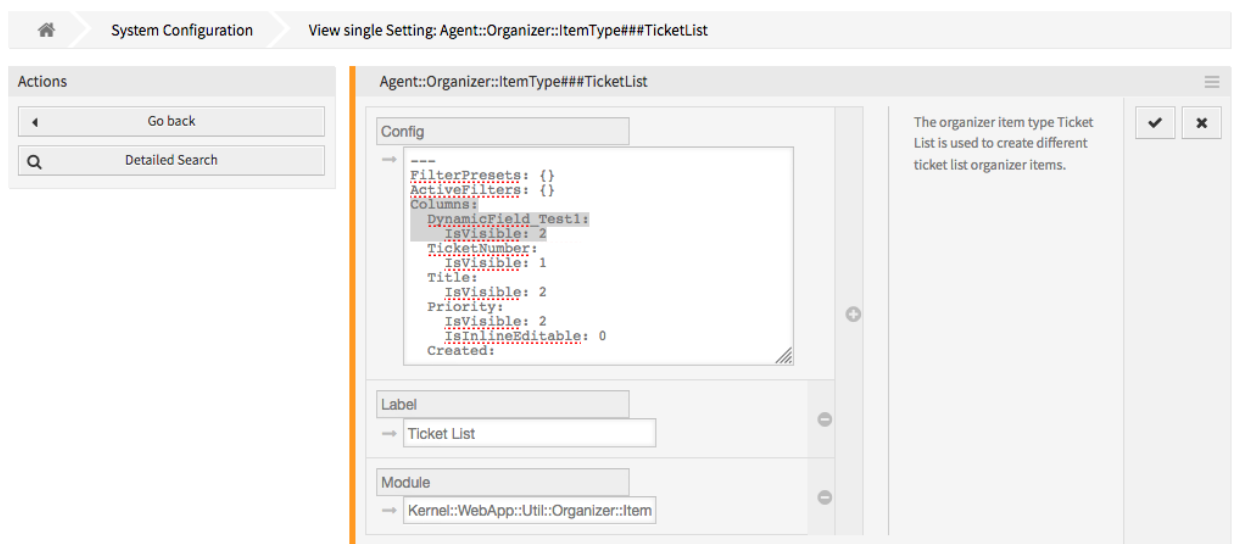 System Configuration
View single Setting: Agent::Organizer::ItemType###TicketList
Actions
Go back
Detailed Search
Agent::Organizer::ItemType###TicketList
Config
---
FilterPresets: {}
ActiveFilters: {}
Columns:
DynamicField_Test1:
IsVisible: 2
TicketNumber:
IsVisible: 1
Title:
IsVisible: 2
Priority:
IsVisible: 2
IsInlineEditable: 0
Created:
Label
Ticket List
Module
Kernel::WebApp::Util::Organizer::Item
The organizer item type Ticket
List is used to create different
ticket list organizer items.